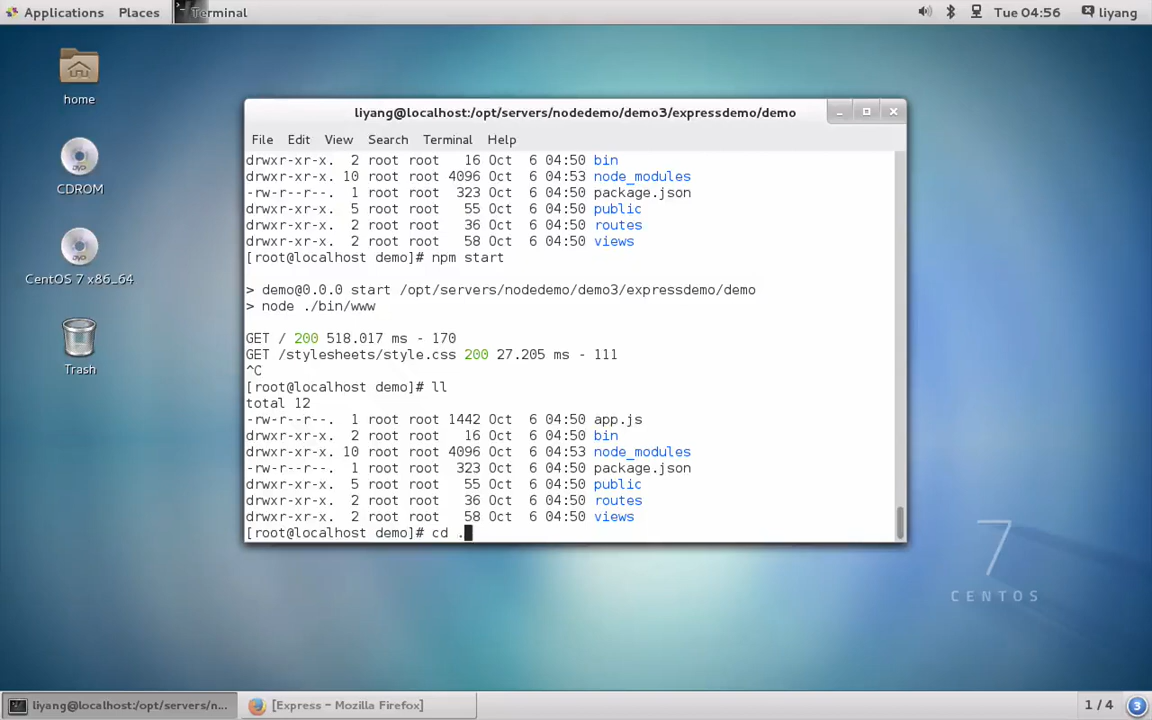 Applications Places Terminal Tue 04:56 liyang
home
CDROM
CentOS 7 x86_64
Trash
liyang@localhost:/opt/servers/nodedemo/demo3/expressdemo/demo
File Edit View Search Terminal Help
drwxr-xr-x. 2 root root 16 Oct 6 04:50 bin
drwxr-xr-x. 10 root root 4096 Oct 6 04:53 node_modules
-rw-r--r--. 1 root root 323 Oct 6 04:50 package.json
drwxr-xr-x. 5 root root 55 Oct 6 04:50 public
drwxr-xr-x. 2 root root 36 Oct 6 04:50 routes
drwxr-xr-x. 2 root root 58 Oct 6 04:50 views
[root@localhost demo]# npm start
> demo@0.0.0 start /opt/servers/nodedemo/demo3/expressdemo/demo
> node ./bin/www
GET / 200 518.017 ms - 170
GET /stylesheets/style.css 200 27.205 ms - 111
^C
[root@localhost demo]# ll
total 12
-rw-r--r--. 1 root root 1442 Oct 6 04:50 app.js
drwxr-xr-x. 2 root root 16 Oct 6 04:50 bin
drwxr-xr-x. 10 root root 4096 Oct 6 04:53 node_modules
-rw-r--r--. 1 root root 323 Oct 6 04:50 package.json
drwxr-xr-x. 5 root root 55 Oct 6 04:50 public
drwxr-xr-x. 2 root root 36 Oct 6 04:50 routes
drwxr-xr-x. 2 root root 58 Oct 6 04:50 views
[root@localhost demo]# cd .
7
CENTOS
liyang@localhost:/opt/servers/n... [Express - Mozilla Firefox] 1 / 4 3